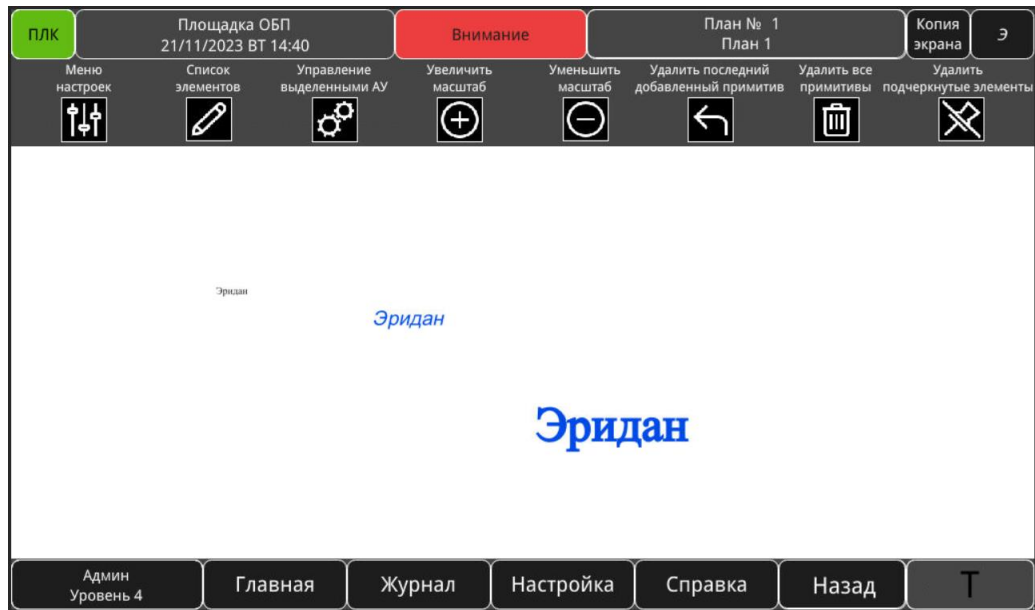 ПЛК
Площадка ОБП
21/11/2023 ВТ 14:40
Внимание
План № 1
План 1
Копия
экрана
Э
Меню
настроек
Список
элементов
Управление
выделенными АУ
Увеличить
масштаб
Уменьшить
масштаб
Удалить последний
добавленный примитив
Удалить все
примитивы
Удалить
подчеркнутые элементы
Эридан
Эридан
Эридан
Админ
Уровень 4
Главная
Журнал
Настройка
Справка
Назад
Т